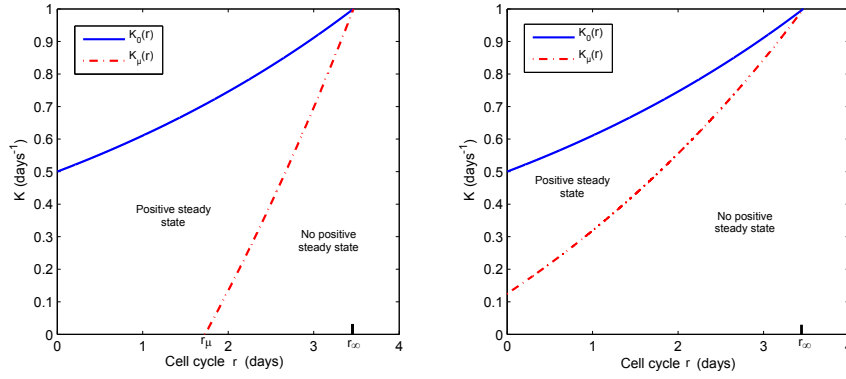 1
0.9
0.8
0.7
0.6
0.5
0.4
0.3
0.2
0.1
0
K (days⁻¹)
K₀(r)
K_μ(r)
Positive steady
state
No positive
steady state
0
1
2
3
4
r_μ
r_∞
Cell cycle r (days)
1
0.9
0.8
0.7
0.6
0.5
0.4
0.3
0.2
0.1
0
K (days⁻¹)
K₀(r)
K_μ(r)
Positive steady
state
No positive
steady state
0
1
2
3
4
r_∞
Cell cycle r (days)